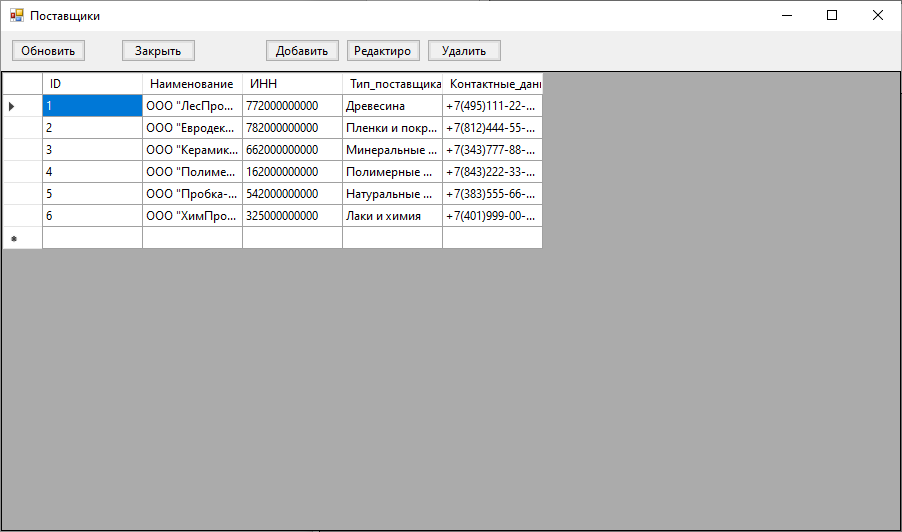 Поставщики
Обновить Закрыть Добавить Редактиро Удалить
ID Наименование ИНН Тип_поставщика Контактные_данн
1 ООО "ЛесПро... 772000000000 Древесина +7(495)111-22-...
2 ООО "Евродек... 782000000000 Пленки и покр... +7(812)444-55-...
3 ООО "Керамик... 662000000000 Минеральные ... +7(343)777-88-...
4 ООО "Полиме... 162000000000 Полимерные ... +7(843)222-33-...
5 ООО "Пробка-... 542000000000 Натуральные ... +7(383)555-66-...
6 ООО "ХимПро... 325000000000 Лаки и химия +7(401)999-00-...